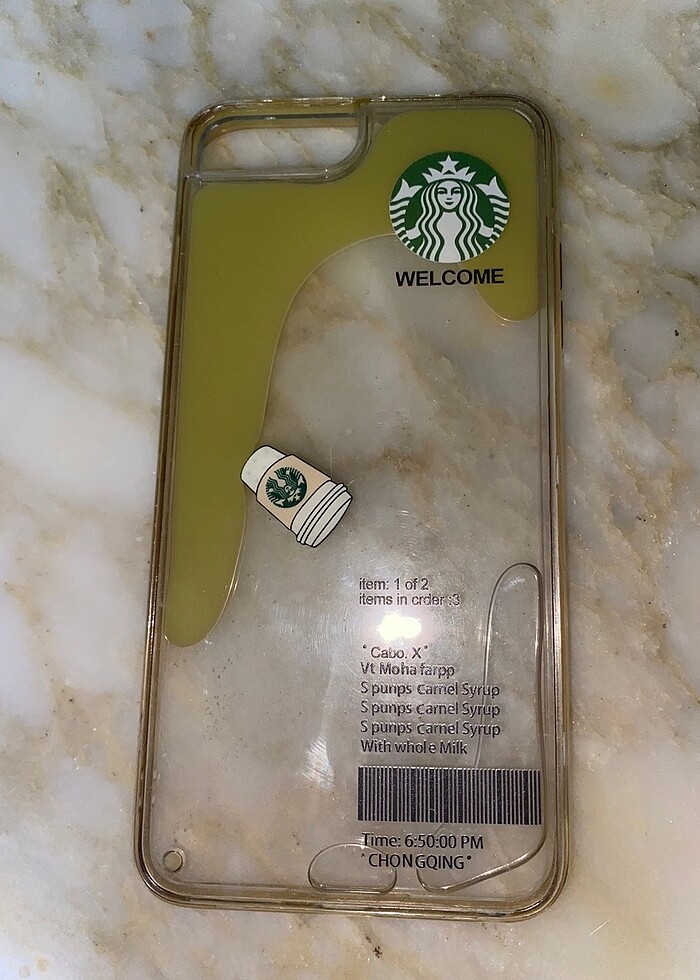 WELCOME
item: 1 of 2
items in crder :3
* Cabo. X *
Vt Moha farpp
S punps Carnel Syrup
S punps Carnel Syrup
S punps Carnel Syrup
With whole Milk
Time: 6:50:00 PM
* CHONGQING *